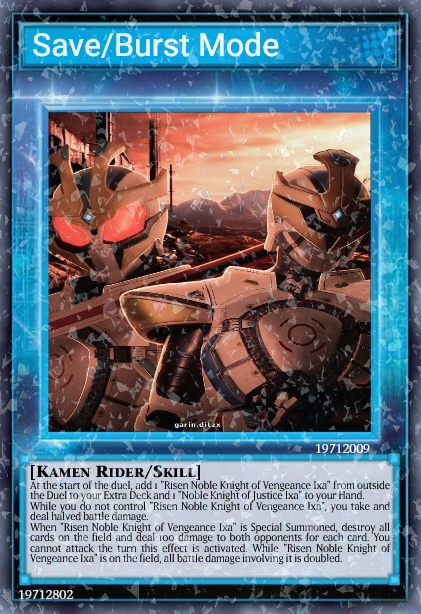 Save/Burst Mode
garin.ditzx
19712009
[KAMEN RIDER/SKILL]
At the start of the duel, add 1 "Risen Noble Knight of Vengeance Ixa" from outside
the Duel to your Extra Deck and 1 "Noble Knight of Justice Ixa" to your Hand.
While you do not control "Risen Noble Knight of Vengeance Ixa", you take and
deal halved battle damage.
When "Risen Noble Knight of Vengeance Ixa" is Special Summoned, destroy all
cards on the field and deal 100 damage to both opponents for each card. You
cannot attack the turn this effect is activated. While "Risen Noble Knight of
Vengeance Ixa" is on the field, all battle damage involving it is doubled.
19712802